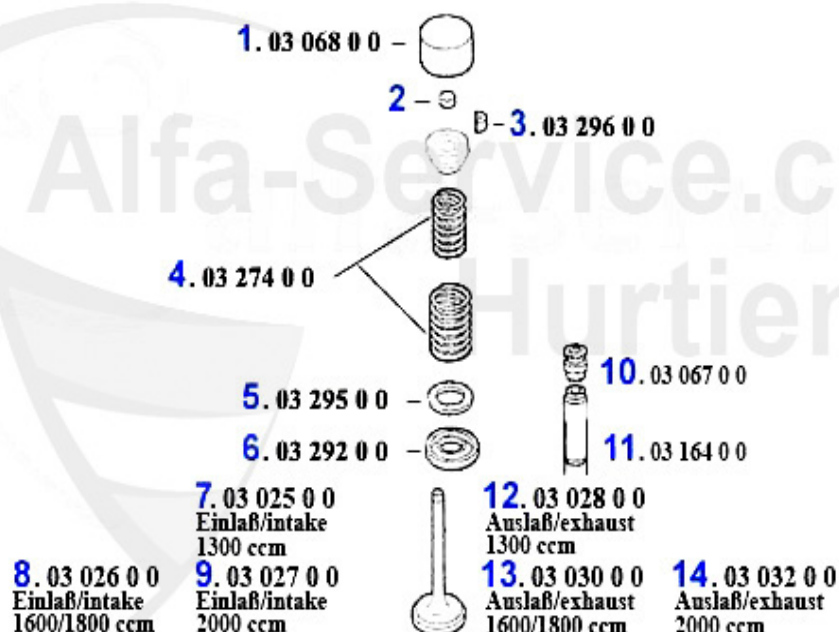 1. 03 068 0 0
2
3. 03 296 0 0
Alfa-Service.c
4. 03 274 0 0
Hurtien
10. 03 067 0 0
5. 03 295 0 0
6. 03 292 0 0
11. 03 164 0 0
7. 03 025 0 0
Einlaß/intake
1300 ccm
12. 03 028 0 0
Auslaß/exhaust
1300 ccm
8. 03 026 0 0
Einlaß/intake
1600/1800 ccm
9. 03 027 0 0
Einlaß/intake
2000 ccm
13. 03 030 0 0
Auslaß/exhaust
1600/1800 ccm
14. 03 032 0 0
Auslaß/exhaust
2000 ccm